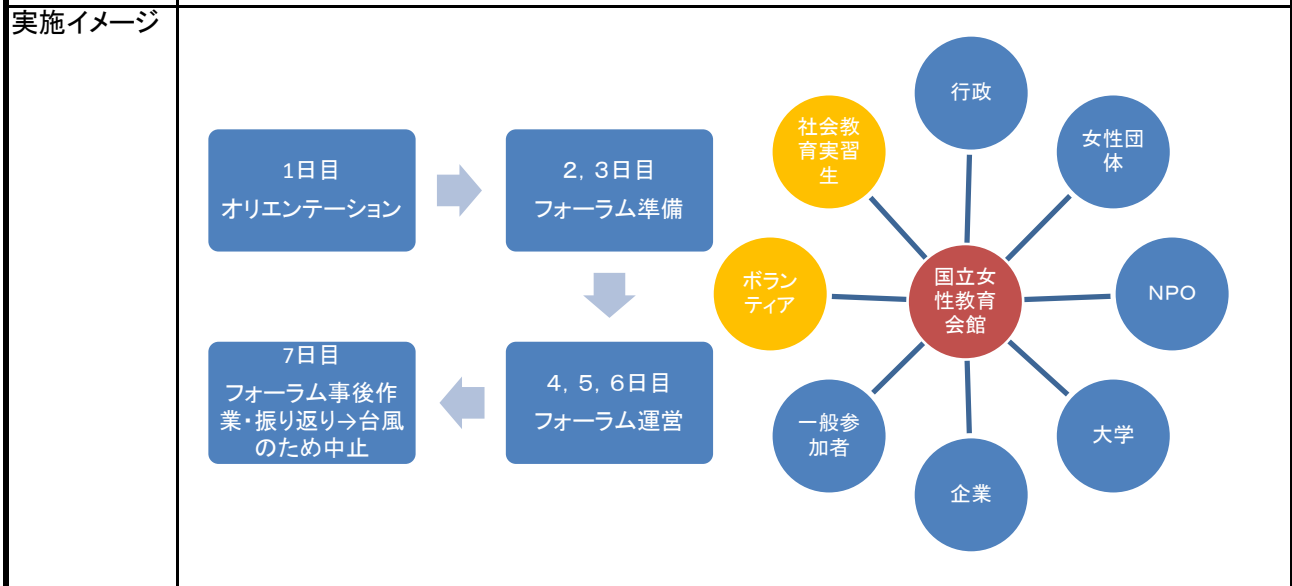 実施イメージ
1日目
オリエンテーション
2, 3日目
フォーラム準備
4, 5, 6日目
フォーラム運営
7日目
フォーラム事後作
業・振り返り→台風
のため中止
国立女
性教育
会館
行政
女性団
体
NPO
大学
企業
一般参
加者
ボラン
ティア
社会教
育実習
生